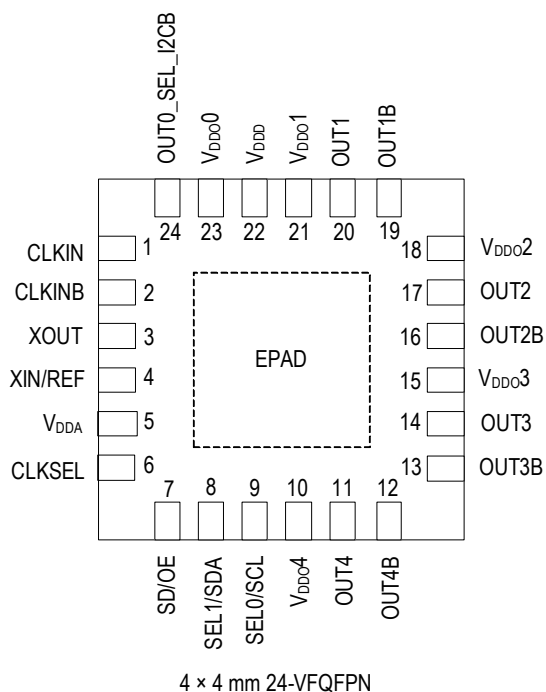 OUT0_SEL_I2CB
VDDO0
VDDD
VDDO1
OUT1
OUT1B
24
23
22
21
20
19
CLKIN
1
18
VDDO2
CLKINB
2
17
OUT2
XOUT
3
16
OUT2B
EPAD
XIN/REF
4
15
VDDO3
VDDA
5
14
OUT3
CLKSEL
6
13
OUT3B
7
8
9
10
11
12
SD/OE
SEL1/SDA
SEL0/SCL
VDDO4
OUT4
OUT4B
4 × 4 mm 24-VFQFPN